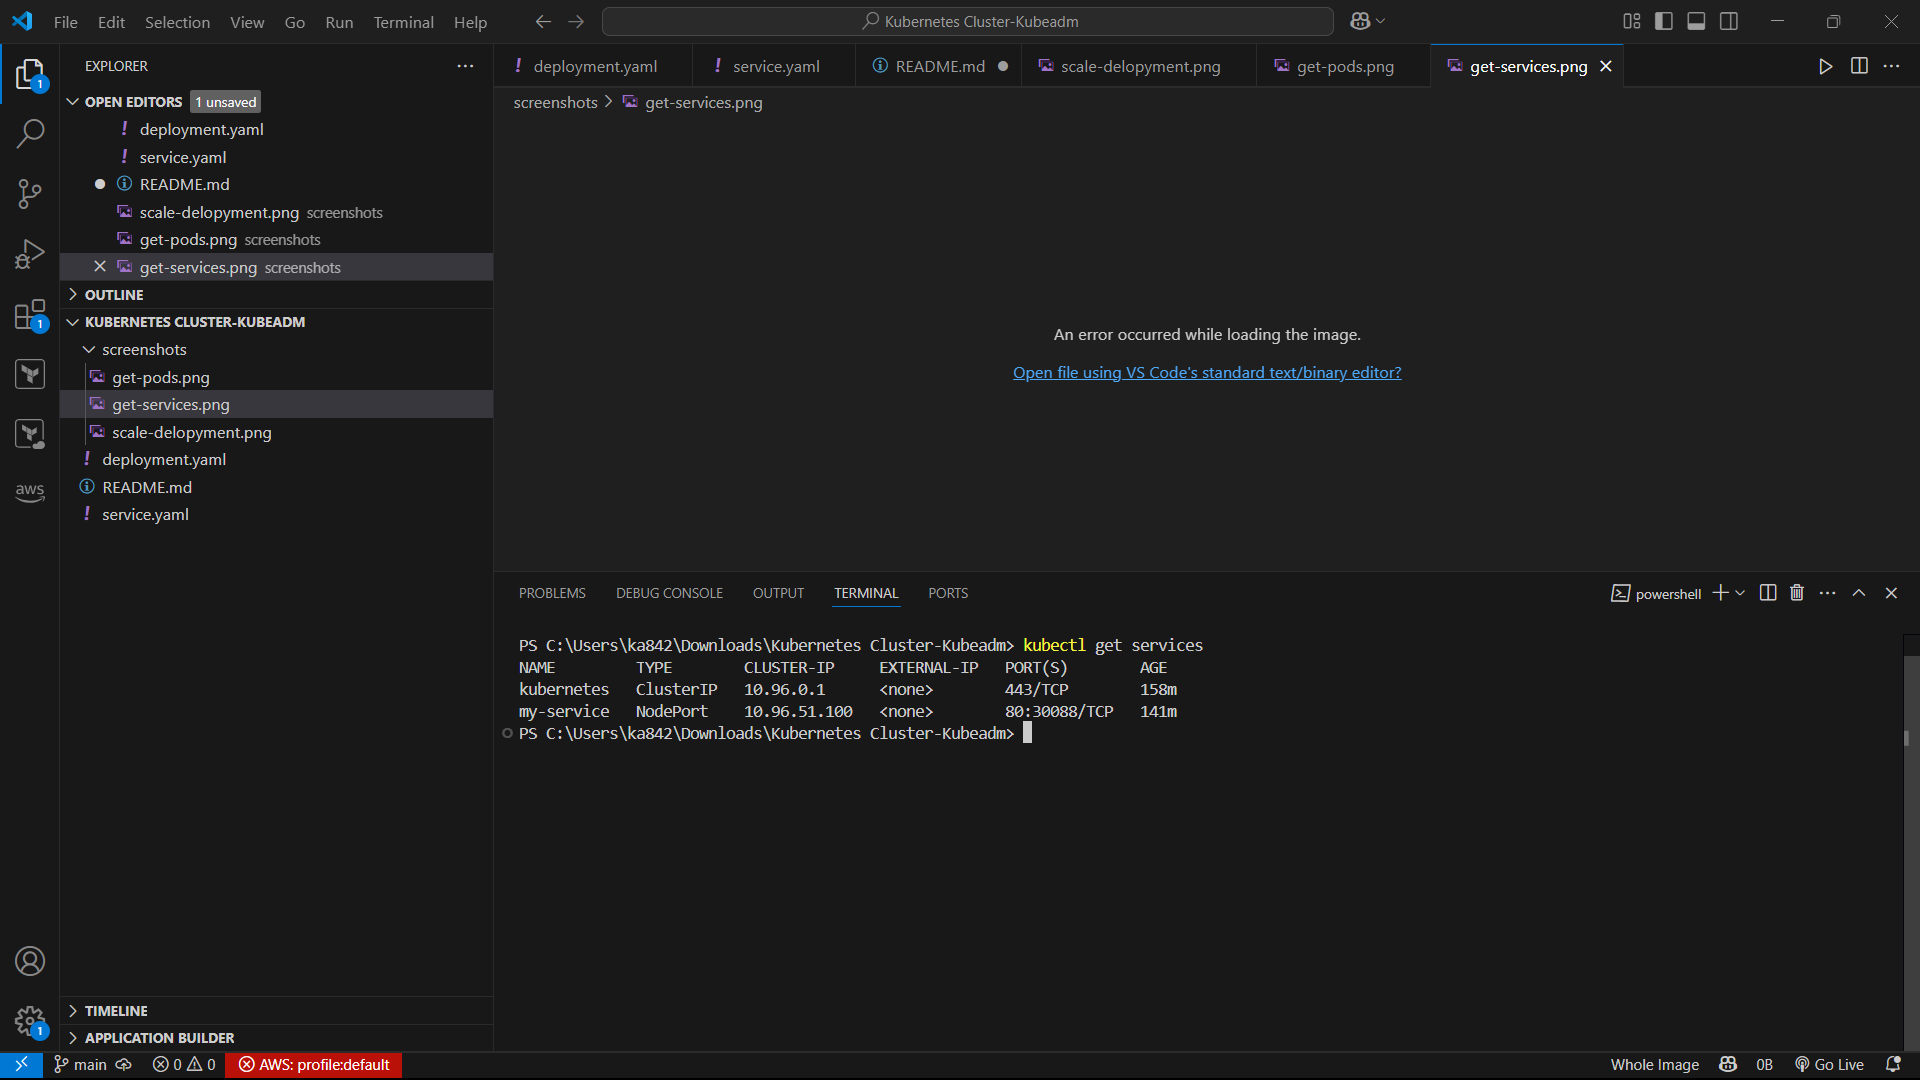 File Edit Selection View Go Run Terminal Help
Kubernetes Cluster-Kubeadm
EXPLORER
OPEN EDITORS 1 unsaved
deployment.yaml
service.yaml
README.md
scale-delopyment.png screenshots
get-pods.png screenshots
get-services.png screenshots
OUTLINE
KUBERNETES CLUSTER-KUBEADM
screenshots
get-pods.png
get-services.png
scale-delopyment.png
deployment.yaml
README.md
service.yaml
TIMELINE
APPLICATION BUILDER
1
1
aws
1
deployment.yaml service.yaml README.md scale-delopyment.png get-pods.png get-services.png
screenshots > get-services.png
An error occurred while loading the image.
Open file using VS Code's standard text/binary editor?
PROBLEMS DEBUG CONSOLE OUTPUT TERMINAL PORTS
powershell
PS C:\Users\ka842\Downloads\Kubernetes Cluster-Kubeadm> kubectl get services
NAME TYPE CLUSTER-IP EXTERNAL-IP PORT(S) AGE
kubernetes ClusterIP 10.96.0.1 <none> 443/TCP 158m
my-service NodePort 10.96.51.100 <none> 80:30088/TCP 141m
PS C:\Users\ka842\Downloads\Kubernetes Cluster-Kubeadm>
main 0 0 AWS: profile:default
Whole Image 0B Go Live